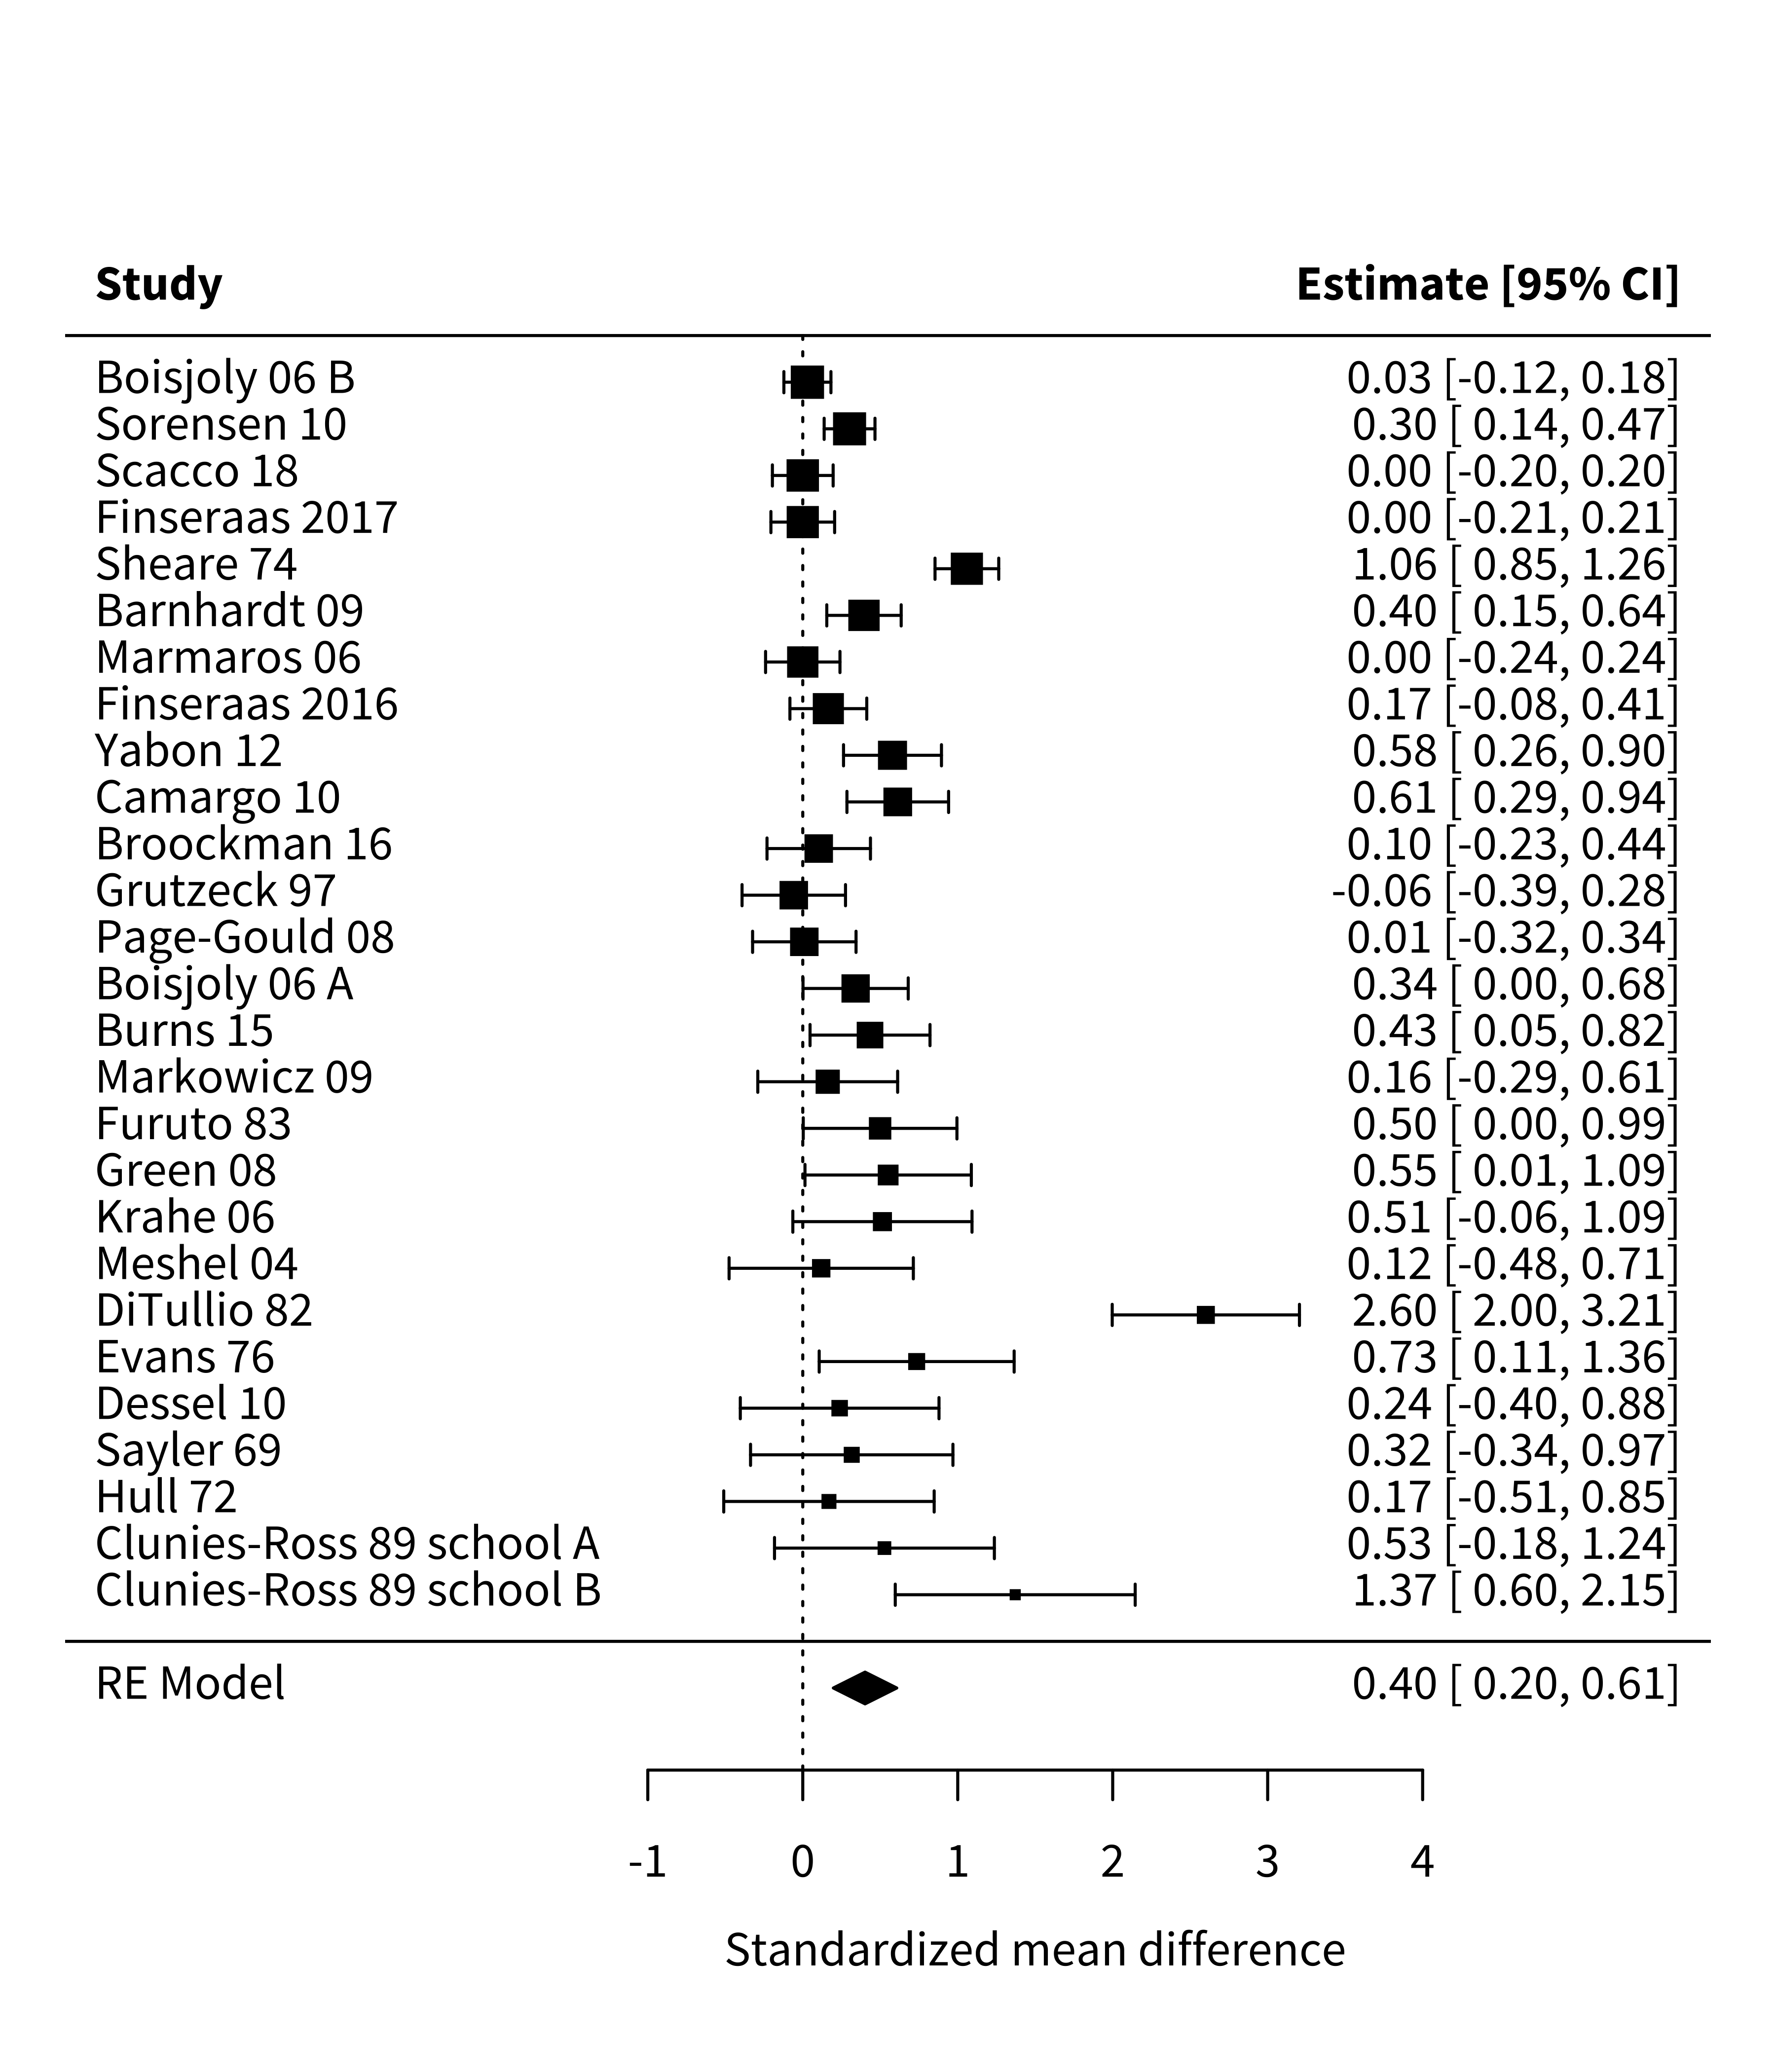 Study Estimate [95% CI]
Boisjoly 06 B 0.03 [-0.12, 0.18]
Sorensen 10 0.30 [ 0.14, 0.47]
Scacco 18 0.00 [-0.20, 0.20]
Finseraas 2017 0.00 [-0.21, 0.21]
Sheare 74 1.06 [ 0.85, 1.26]
Barnhardt 09 0.40 [ 0.15, 0.64]
Marmaros 06 0.00 [-0.24, 0.24]
Finseraas 2016 0.17 [-0.08, 0.41]
Yabon 12 0.58 [ 0.26, 0.90]
Camargo 10 0.61 [ 0.29, 0.94]
Broockman 16 0.10 [-0.23, 0.44]
Grutzeck 97 -0.06 [-0.39, 0.28]
Page-Gould 08 0.01 [-0.32, 0.34]
Boisjoly 06 A 0.34 [ 0.00, 0.68]
Burns 15 0.43 [ 0.05, 0.82]
Markowicz 09 0.16 [-0.29, 0.61]
Furuto 83 0.50 [ 0.00, 0.99]
Green 08 0.55 [ 0.01, 1.09]
Krahe 06 0.51 [-0.06, 1.09]
Meshel 04 0.12 [-0.48, 0.71]
DiTullio 82 2.60 [ 2.00, 3.21]
Evans 76 0.73 [ 0.11, 1.36]
Dessel 10 0.24 [-0.40, 0.88]
Sayler 69 0.32 [-0.34, 0.97]
Hull 72 0.17 [-0.51, 0.85]
Clunies-Ross 89 school A 0.53 [-0.18, 1.24]
Clunies-Ross 89 school B 1.37 [ 0.60, 2.15]
RE Model 0.40 [ 0.20, 0.61]
-1 0 1 2 3 4
Standardized mean difference